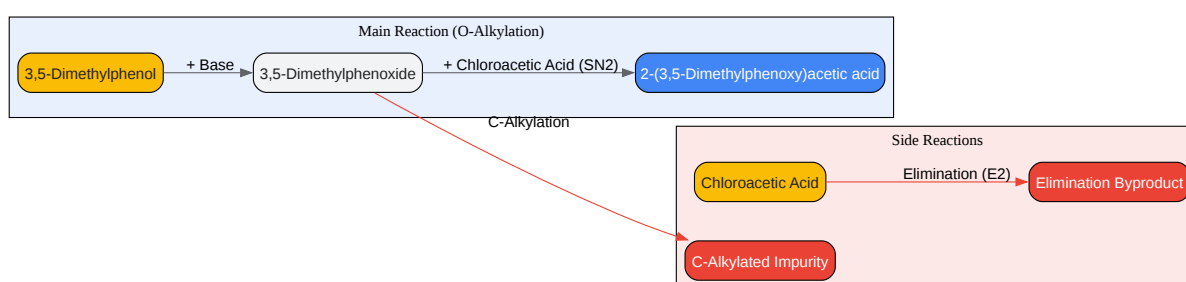 Main Reaction (O-Alkylation)
3,5-Dimethylphenol
+ Base
3,5-Dimethylphenoxide
+ Chloroacetic Acid (SN2)
2-(3,5-Dimethylphenoxy)acetic acid
C-Alkylation
Side Reactions
Chloroacetic Acid
Elimination (E2)
Elimination Byproduct
C-Alkylated Impurity